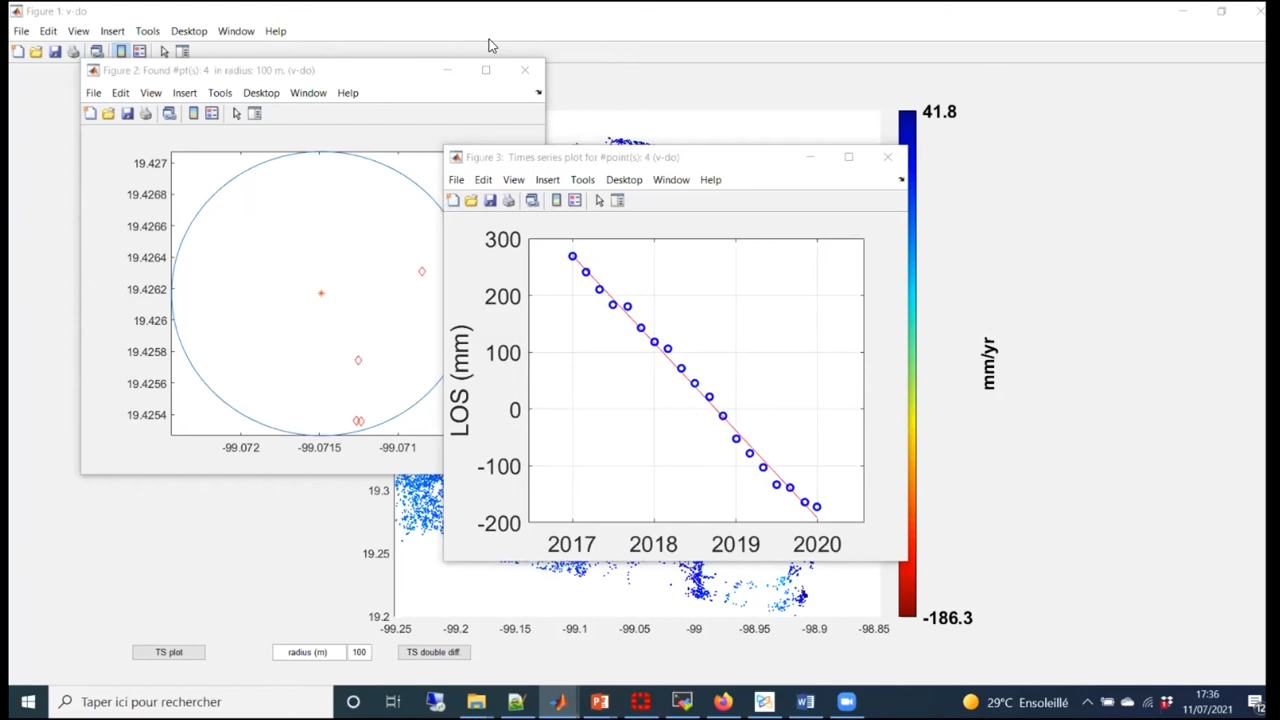 Figure 1: v-do
File Edit View Insert Tools Desktop Window Help
Figure 2: Found #pt(s): 4 in radius: 100 m. (v-do)
File Edit View Insert Tools Desktop Window Help
19.427
19.4268
19.4266
19.4264
19.4262
19.426
19.4258
19.4256
19.4254
-99.072 -99.0715 -99.071
Figure 3: Times series plot for #point(s): 4 (v-do)
File Edit View Insert Tools Desktop Window Help
300
200
100
0
-100
-200
LOS (mm)
2017 2018 2019 2020
41.8
mm/yr
-186.3
19.3
19.25
19.2
-99.25 -99.2 -99.15 -99.1 -99.05 -99 -98.95 -98.9 -98.85
TS plot radius (m) 100 TS double diff.
Taper ici pour rechercher
29°C Ensoleillé
17:36
11/07/2021
12